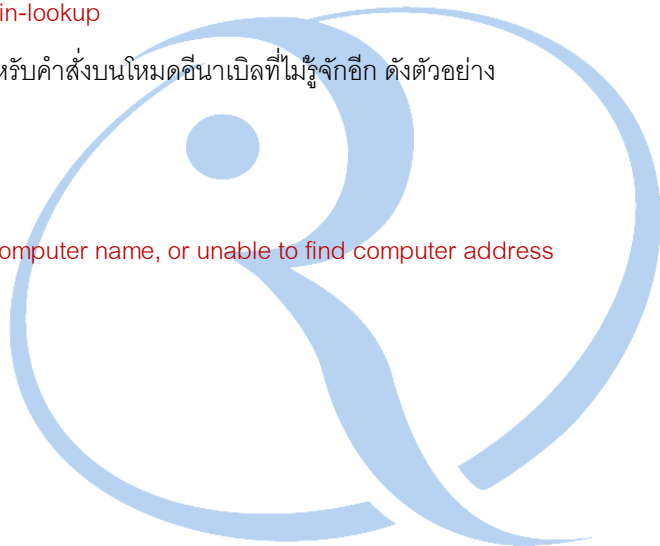 in-lookup
หรับคำสั่งบนโหมดอีนาเบิลที่ไม่รู้จักอีก ดังตัวอย่าง
omputer name, or unable to find computer address